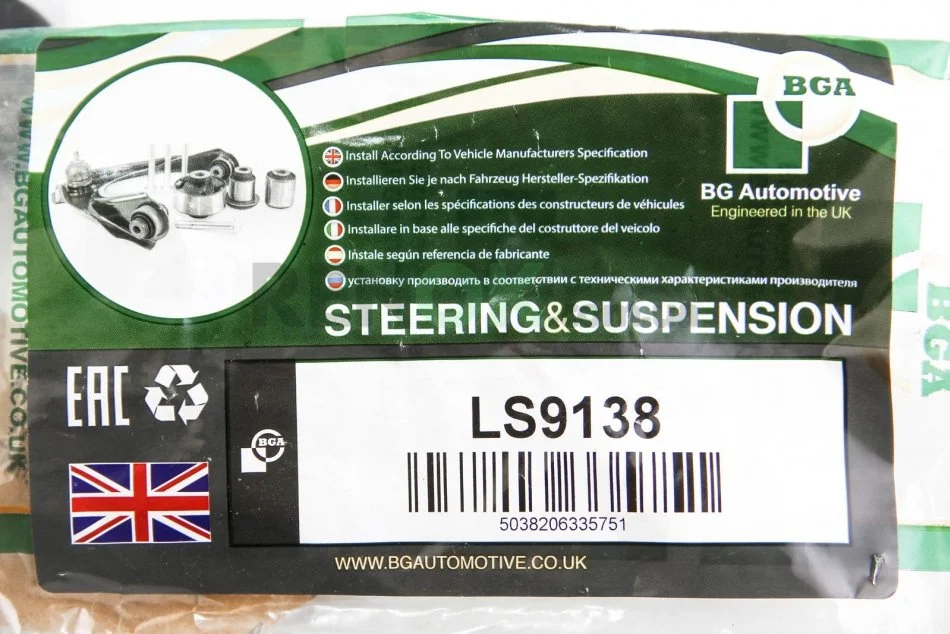 BGA
BG Automotive
Engineered in the UK
Install According To Vehicle Manufacturers Specification
Installieren Sie je nach Fahrzeug Hersteller-Spezifikation
Installer selon les spécifications des constructeurs de véhicules
Installare in base alle specifiche del costruttore del veicolo
Instale según referencia de fabricante
установку производить в соответствии с техническими характеристиками производителя
STEERING&SUSPENSION
EAC
BGA
LS9138
5038206335751
WWW.BGAUTOMOTIVE.CO.UK
WWW.BGAUTOMOTIVE.CO.UK
BGA